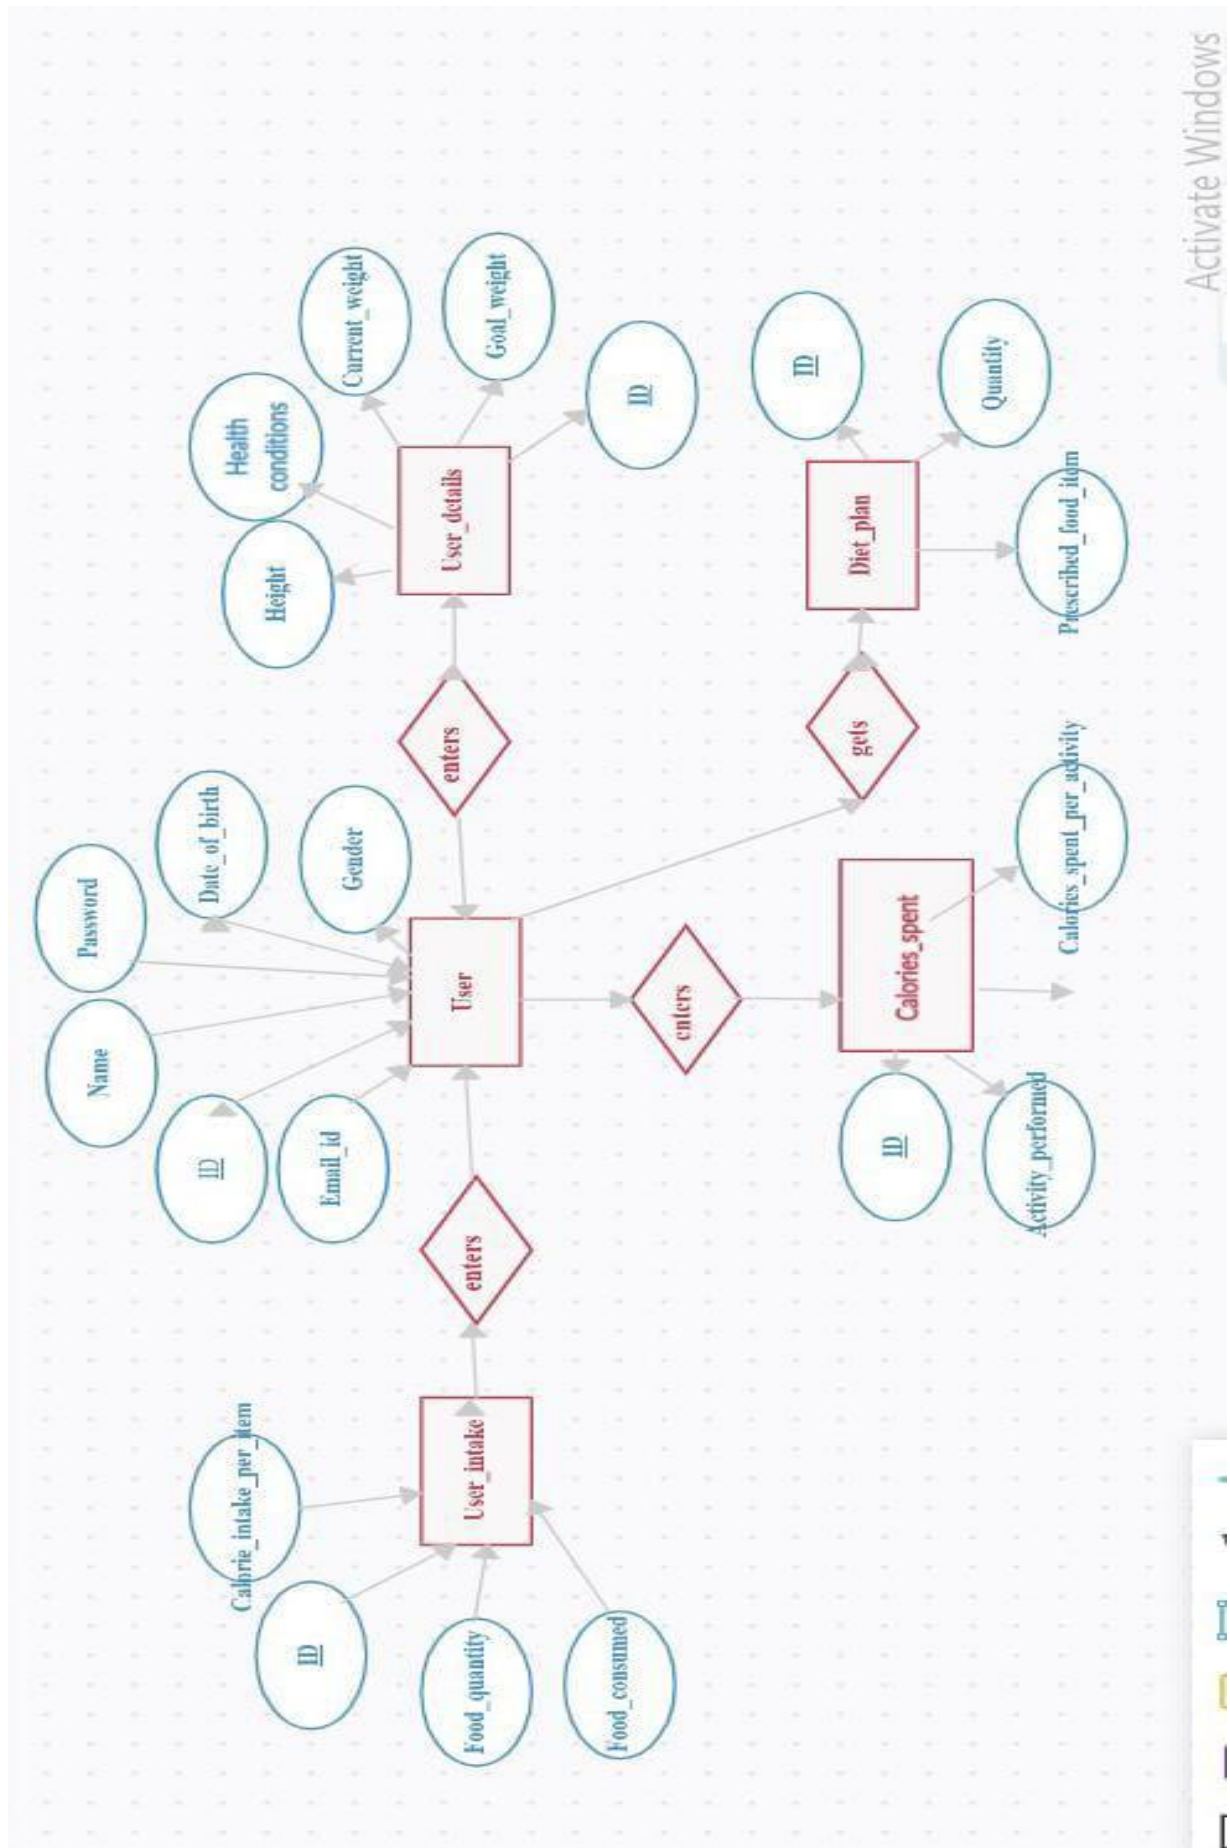 Password
Name
Date_of_birth
ID
Gender
Email_id
Health
conditions
Height
Current_weight
Goal_weight
ID
Calorie_intake_per_item
ID
Food_quantity
Food_consumed
User_intake
enters
User
enters
User_details
enters
gets
Diet_plan
ID
Quantity
Prescribed_food_item
Calories_spent
ID
Activity_performed
Calories_spent_per_activity
Activate Windows